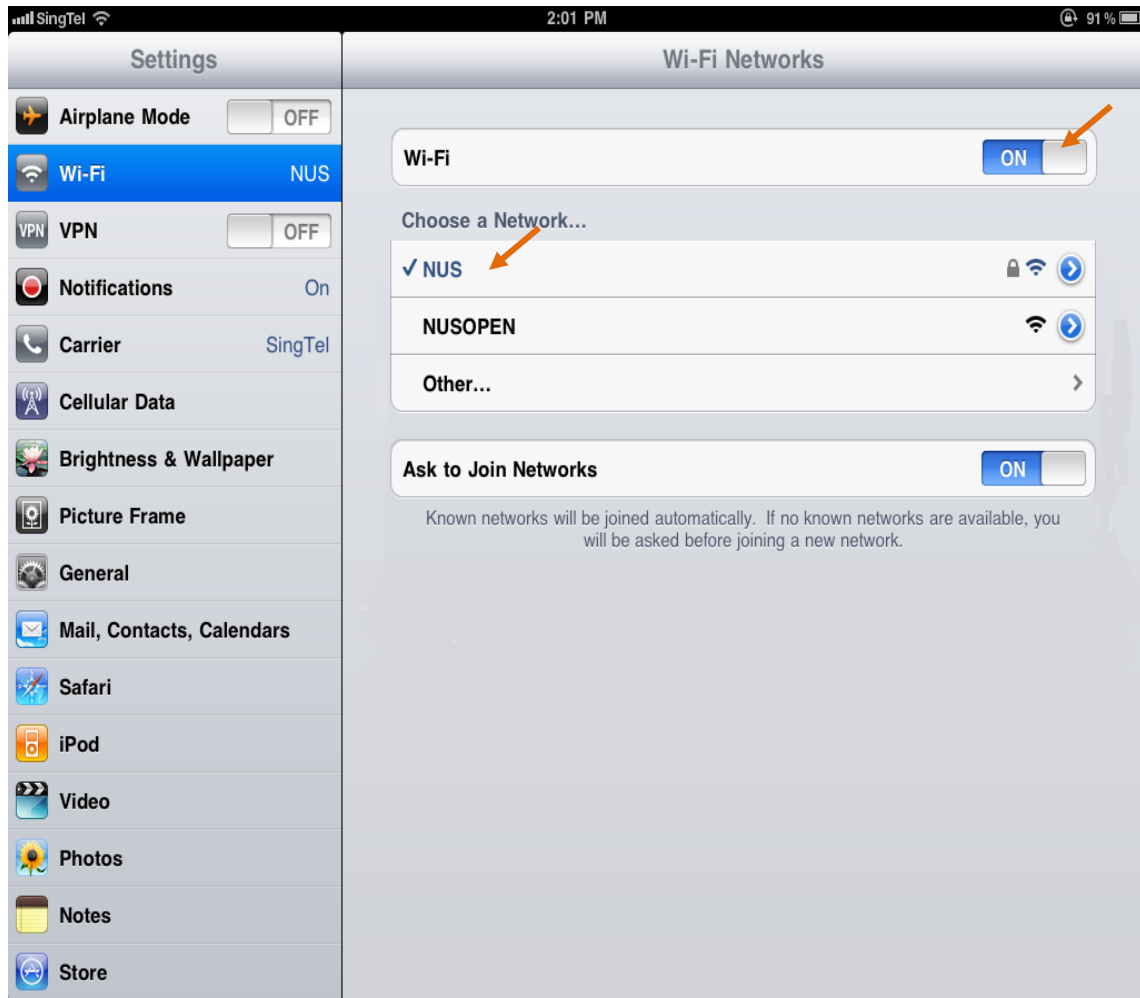 SingTel 2:01 PM 91%
Settings
Wi-Fi Networks
Airplane Mode OFF
Wi-Fi NUS
VPN VPN OFF
Notifications On
Carrier SingTel
Cellular Data
Brightness & Wallpaper
Picture Frame
General
Mail, Contacts, Calendars
Safari
iPod
Video
Photos
Notes
Store
Wi-Fi ON
Choose a Network...
NUS
NUSOPEN
Other...
Ask to Join Networks ON
Known networks will be joined automatically. If no known networks are available, you
will be asked before joining a new network.